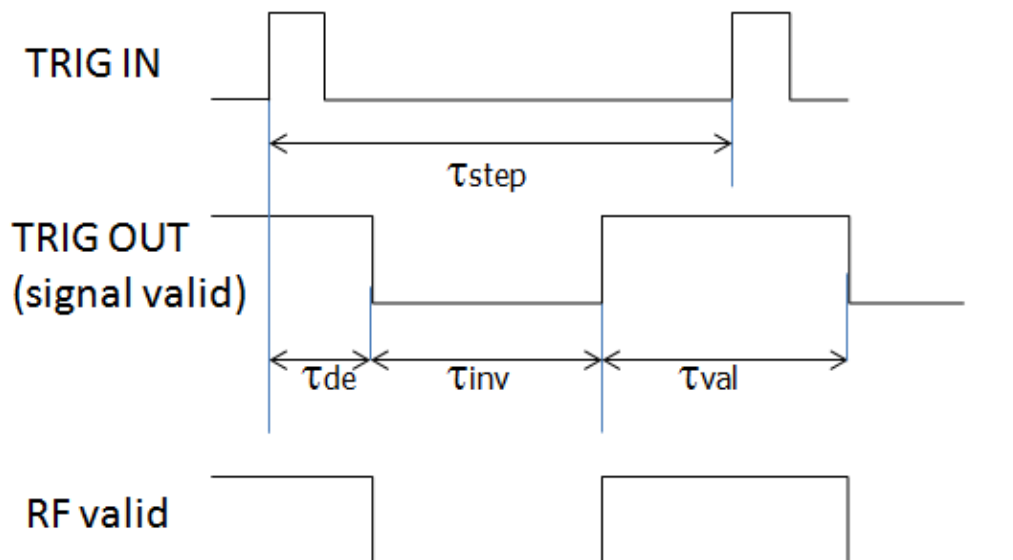 TRIG IN
τstep
TRIG OUT
(signal valid)
τde
τinv
τval
RF valid